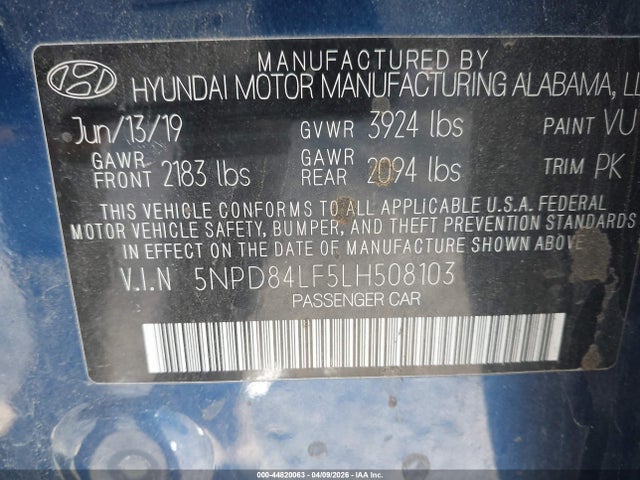 MANUFACTURED BY
HYUNDAI MOTOR MANUFACTURING ALABAMA,
Jun/13/19 GVWR 3924 lbs PAINT VU
GAWR FRONT 2183 lbs GAWR REAR 2094 lbs TRIM PK
THIS VEHICLE CONFORMS TO ALL APPLICABLE U.S.A. FEDERAL
MOTOR VEHICLE SAFETY, BUMPER, AND THEFT PREVENTION STANDARDS
IN EFFECT ON THE DATE OF MANUFACTURE SHOWN ABOVE.
V.I.N 5NPD84LF5LH508103
PASSENGER CAR
000-44820063 04/09/2026 IAA Inc.